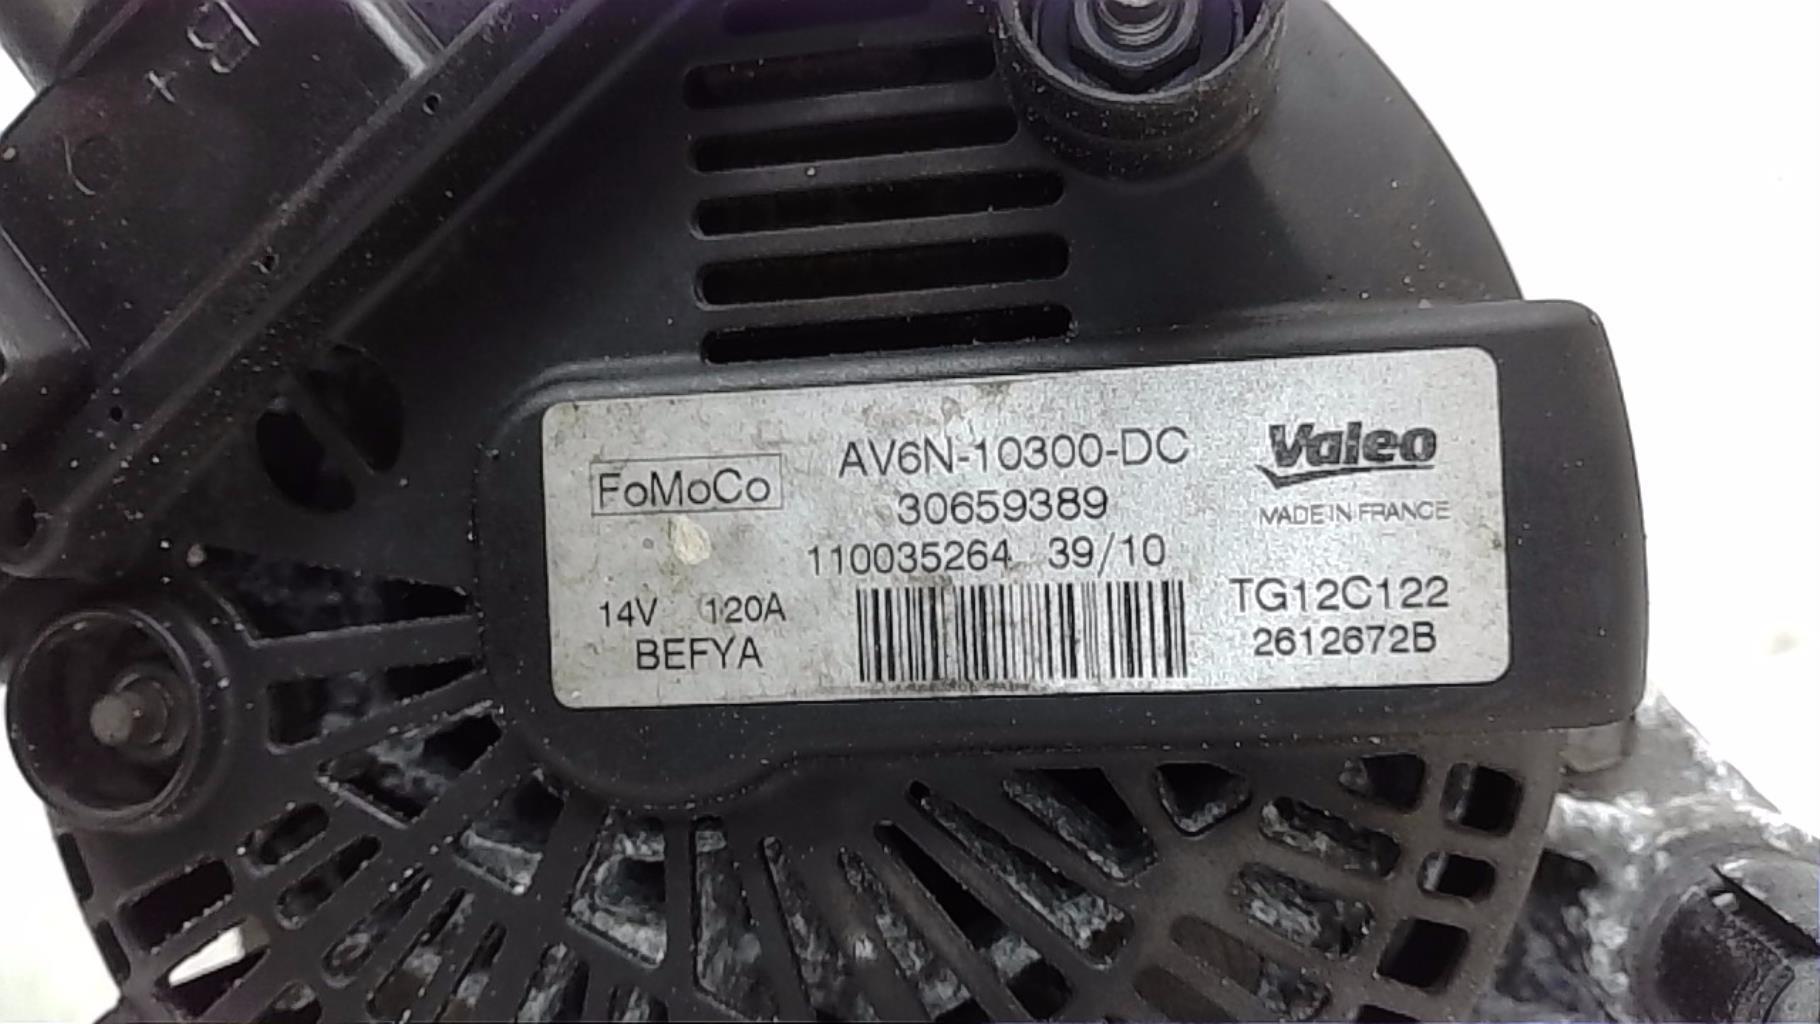 B+
FoMoCo
AV6N-10300-DC
30659389
110035264 39/10
14V 120A
BEFYA
Valeo
MADE IN FRANCE
TG12C122
2612672B